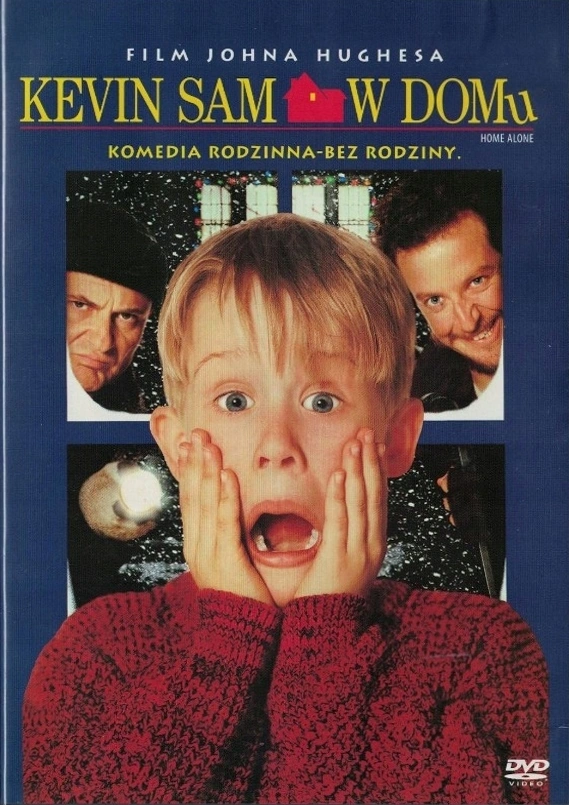 FILM JOHNA HUGHESA
KEVIN SAM W DOMu
HOME ALONE
KOMEDIA RODZINNA-BEZ RODZINY.
DVD
VIDEO